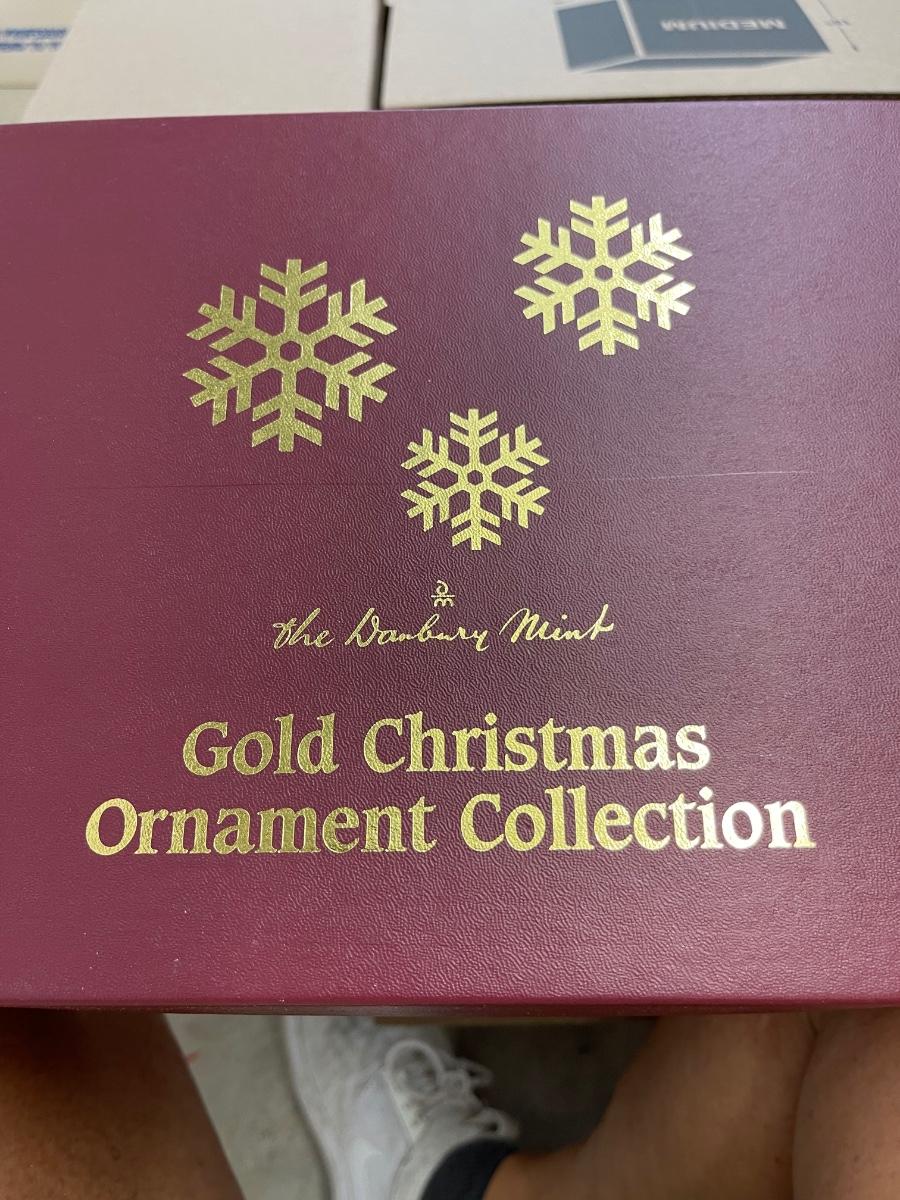 MEDIUM
The Danbury Mint
Gold Christmas
Ornament Collection